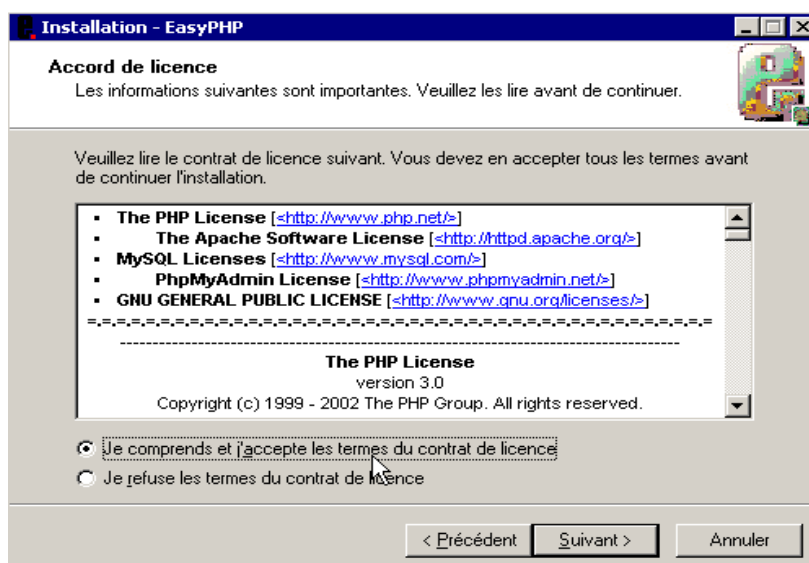 Installation - EasyPHP
Accord de licence
Les informations suivantes sont importantes. Veuillez les lire avant de continuer.
Veuillez lire le contrat de licence suivant. Vous devez en accepter tous les termes avant
de continuer l'installation.
▪ The PHP License [<http://www.php.net/>]
▪ The Apache Software License [<http://httpd.apache.org/>]
▪ MySQL Licenses [<http://www.mysql.com/>]
▪ PhpMyAdmin License [<http://www.phpmyadmin.net/>]
▪ GNU GENERAL PUBLIC LICENSE [<http://www.gnu.org/licenses/>]
=-=-=-=-=-=-=-=-=-=-=-=-=-=-=-=-=-=-=-=-=-=-=-=-=-=-=-=-=-=-=-=-=-=-=-=-=-=-=-=-=-=-=
--------------------------------------------------------------------------------------
The PHP License
version 3.0
Copyright (c) 1999 - 2002 The PHP Group. All rights reserved.
Je comprends et j'accepte les termes du contrat de licence
Je refuse les termes du contrat de licence
< Précédent Suivant > Annuler